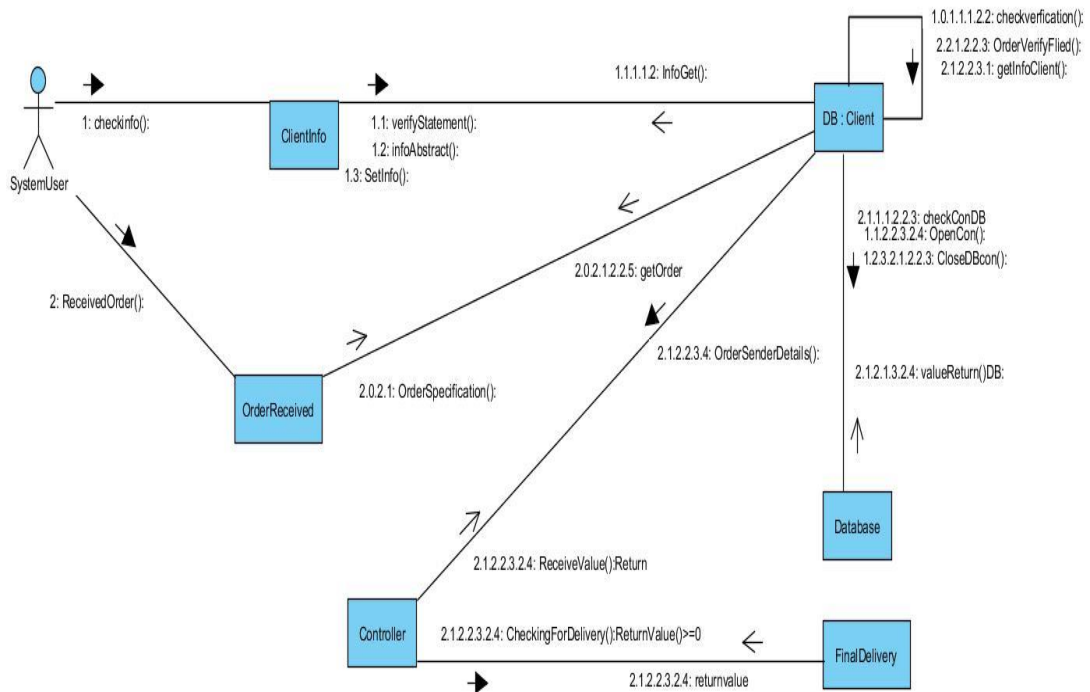 1.0.1.1.1.2.2: checkverfication():
2.2.1.2.2.3: OrderVerifyFlied():
2.1.2.2.3.1: getInfoClient():
1.1.1.1.2: InfoGet():
1: checkinfo():
ClientInfo
1.1: verifyStatement():
1.2: infoAbstract():
1.3: SetInfo():
DB : Client
SystemUser
2.1.1.1.2.2.3: checkConDB
1.1.2.2.3.2.4: OpenCon():
1.2.3.2.1.2.2.3: CloseDBcon():
2.0.2.1.2.2.5: getOrder
2: ReceivedOrder():
2.1.2.2.3.4: OrderSenderDetails():
2.1.2.1.3.2.4: valueReturn()DB:
OrderReceived
2.0.2.1: OrderSpecification():
Database
2.1.2.2.3.2.4: ReceiveValue():Return
Controller
2.1.2.2.3.2.4: CheckingForDelivery():ReturnValue()>=0
FinalDelivery
2.1.2.2.3.2.4: returnvalue